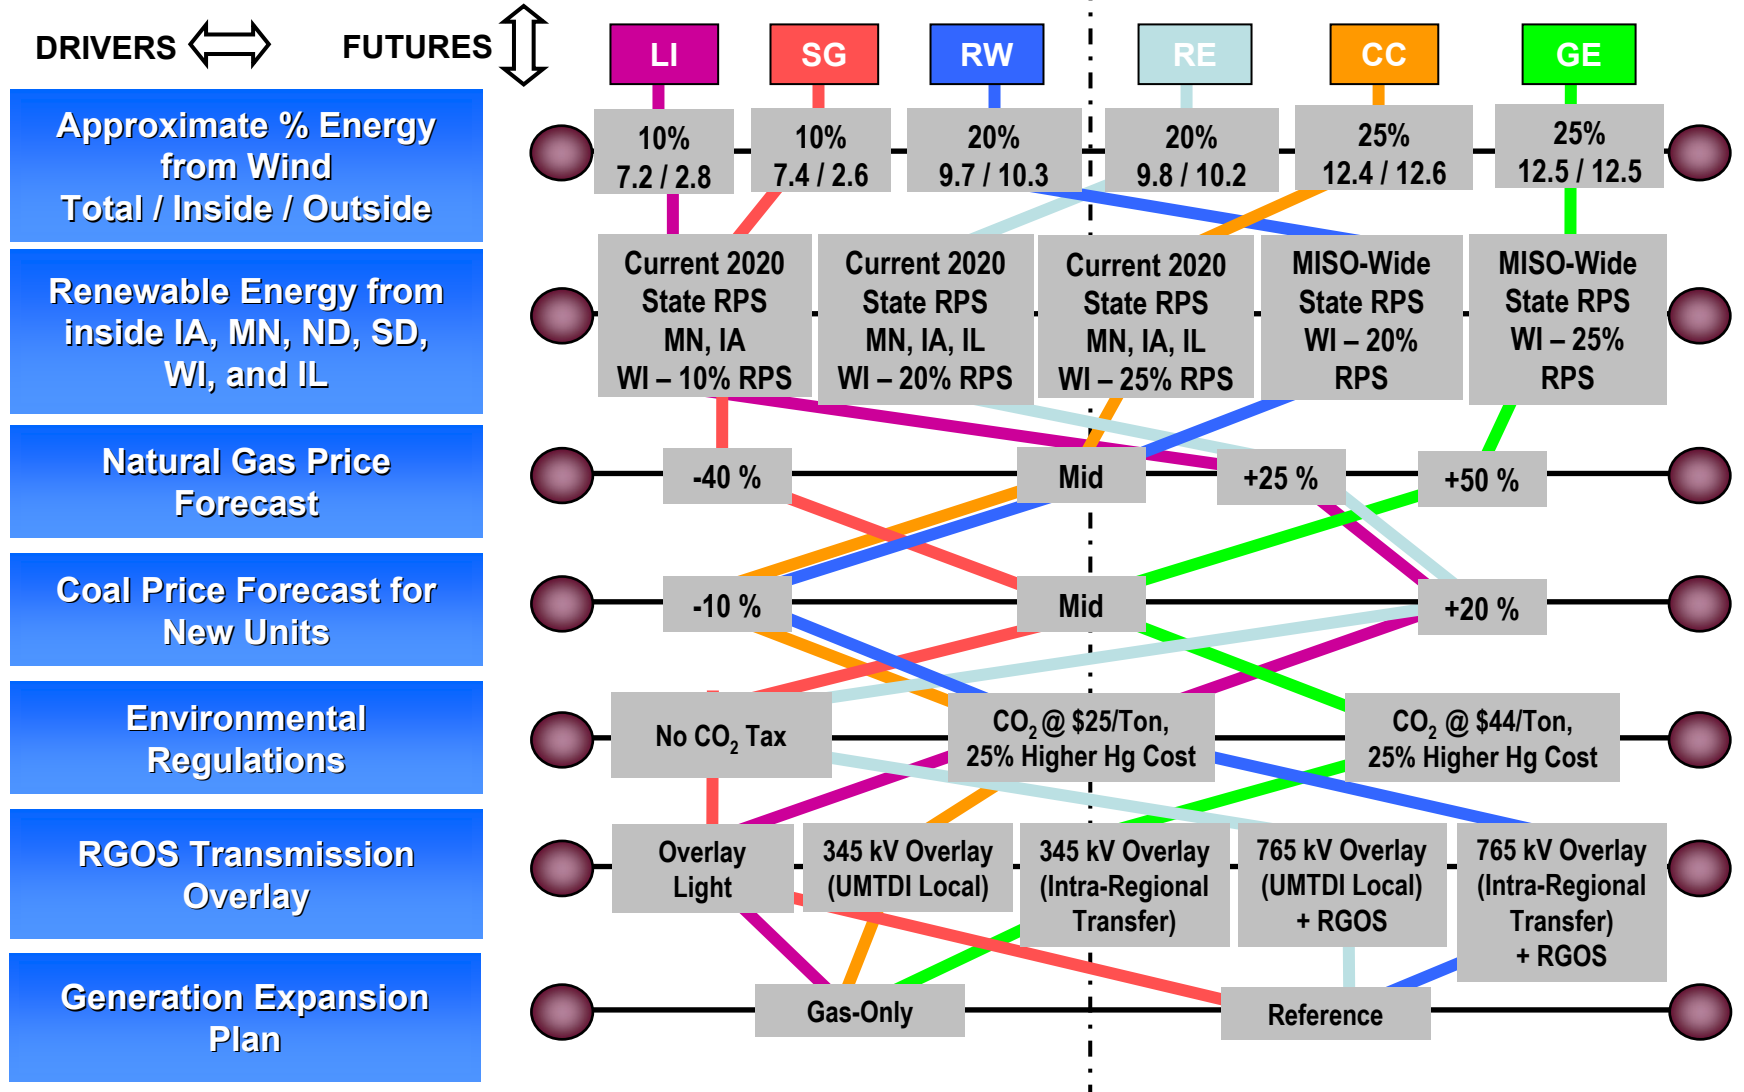 DRIVERS
FUTURES
LI
SG
RW
RE
CC
GE
Approximate % Energy
from Wind
Total / Inside / Outside
10%
7.2 / 2.8
10%
7.4 / 2.6
20%
9.7 / 10.3
20%
9.8 / 10.2
25%
12.4 / 12.6
25%
12.5 / 12.5
Renewable Energy from
inside IA, MN, ND, SD,
WI, and IL
Current 2020
State RPS
MN, IA
WI – 10% RPS
Current 2020
State RPS
MN, IA, IL
WI – 20% RPS
Current 2020
State RPS
MN, IA, IL
WI – 25% RPS
MISO-Wide
State RPS
WI – 20%
RPS
MISO-Wide
State RPS
WI – 25%
RPS
Natural Gas Price
Forecast
-40 %
Mid
+25 %
+50 %
Coal Price Forecast for
New Units
-10 %
Mid
+20 %
Environmental
Regulations
No CO₂ Tax
CO₂ @ $25/Ton,
25% Higher Hg Cost
CO₂ @ $44/Ton,
25% Higher Hg Cost
RGOS Transmission
Overlay
Overlay
Light
345 kV Overlay
(UMTDI Local)
345 kV Overlay
(Intra-Regional
Transfer)
765 kV Overlay
(UMTDI Local)
+ RGOS
765 kV Overlay
(Intra-Regional
Transfer)
+ RGOS
Generation Expansion
Plan
Gas-Only
Reference